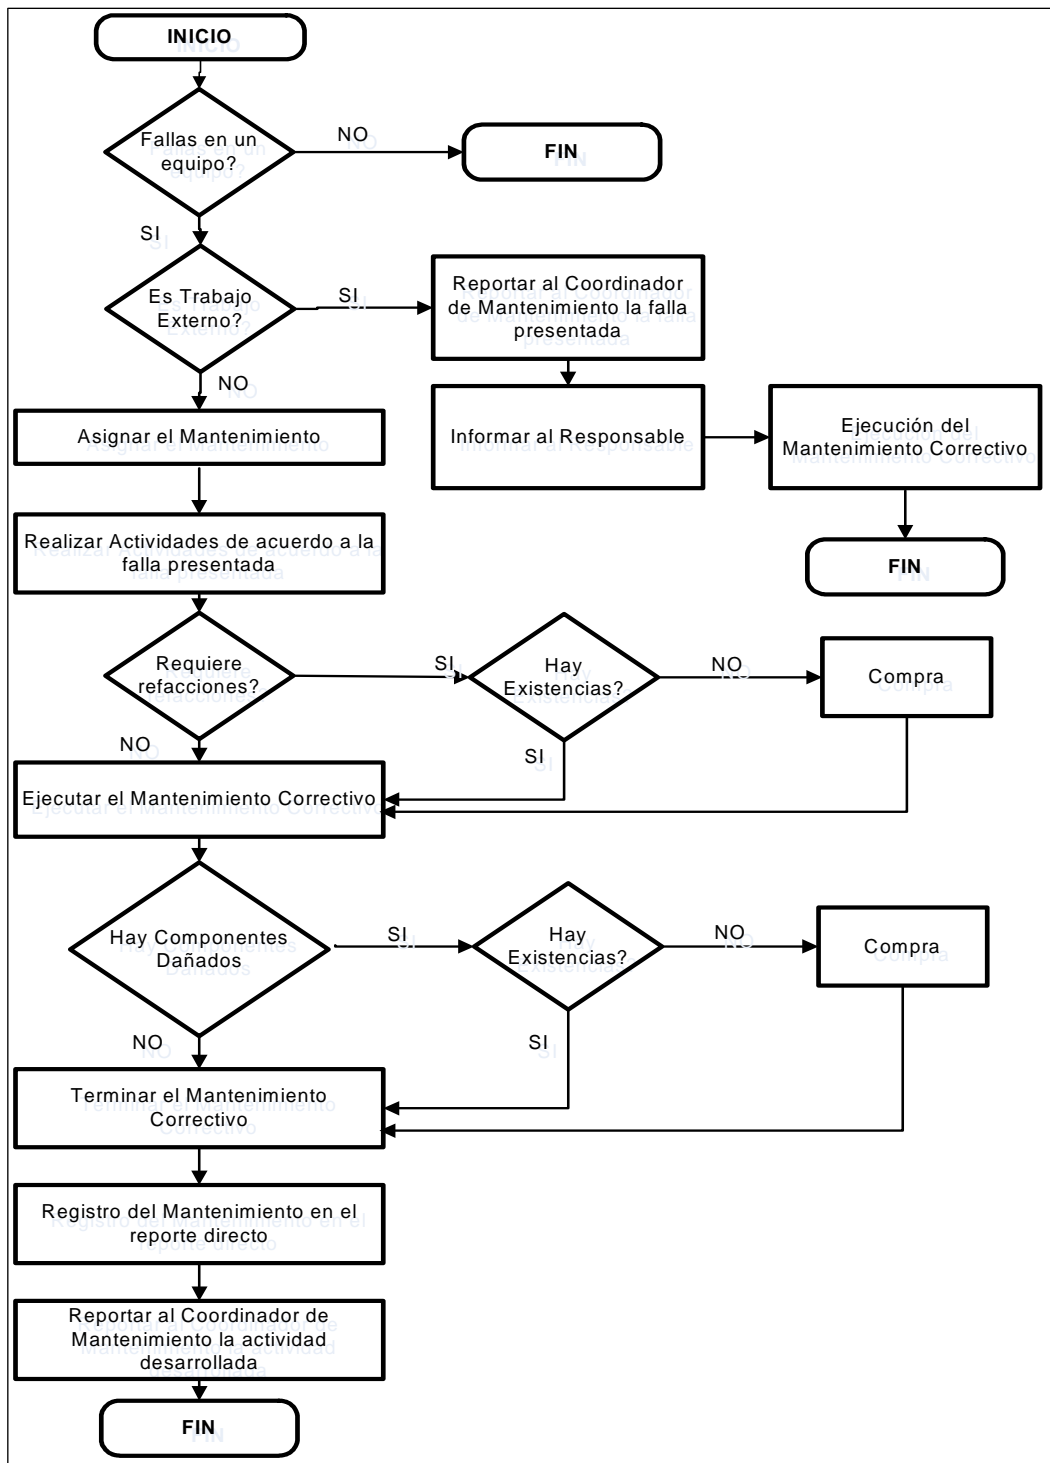 INICIO
Fallas en un
equipo?
NO
FIN
SI
Es Trabajo
Externo?
SI
Reportar al Coordinador
de Mantenimiento la falla
presentada
NO
Asignar el Mantenimiento
Informar al Responsable
Ejecución del
Mantenimiento Correctivo
FIN
Realizar Actividades de acuerdo a la
falla presentada
Requiere
refacciones?
SI
Hay
Existencias?
NO
Compra
NO
SI
Ejecutar el Mantenimiento Correctivo
Hay Componentes
Dañados
SI
Hay
Existencias?
NO
Compra
NO
SI
Terminar el Mantenimiento
Correctivo
Registro del Mantenimiento en el
reporte directo
Reportar al Coordinador de
Mantenimiento la actividad
desarrollada
FIN